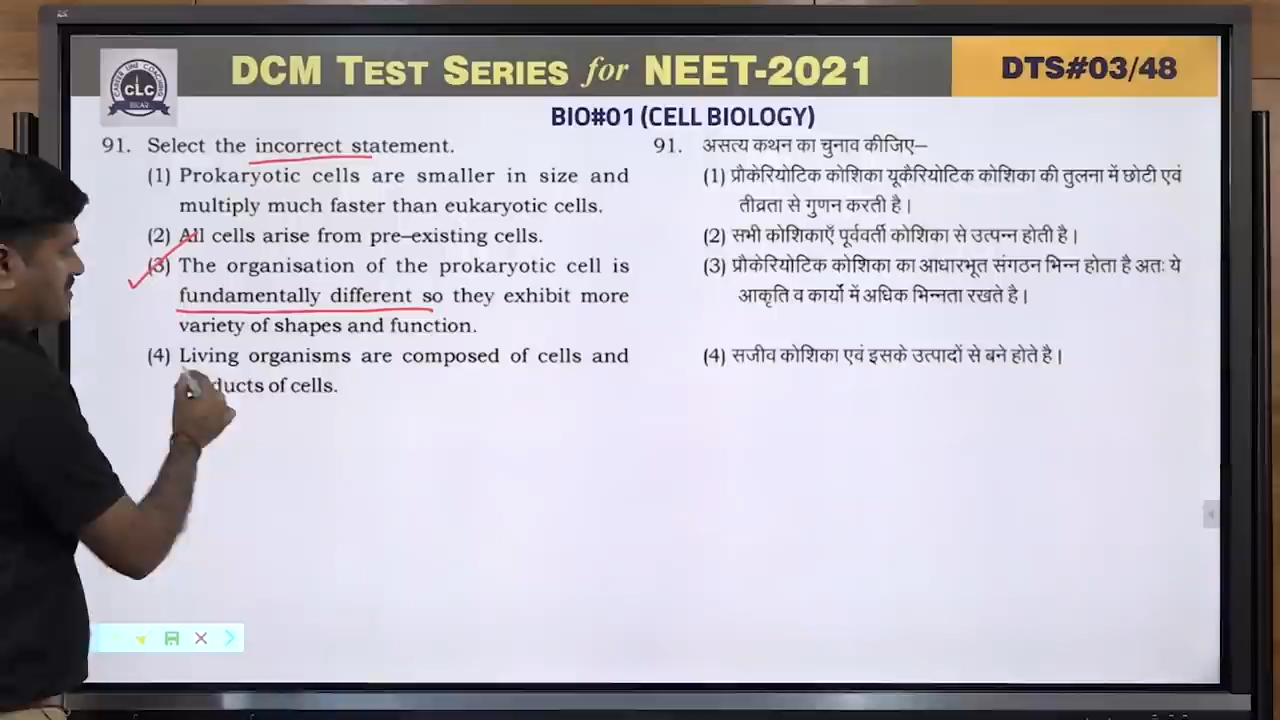 DCM TEST SERIES for NEET-2021
DTS#03/48
CLC
BIO#01 (CELL BIOLOGY)
91. Select the incorrect statement.
(1) Prokaryotic cells are smaller in size and
multiply much faster than eukaryotic cells.
(2) All cells arise from pre–existing cells.
(3) The organisation of the prokaryotic cell is
fundamentally different so they exhibit more
variety of shapes and function.
(4) Living organisms are composed of cells and
of cells.
91. असत्य कथन का चुनाव कीजिए–
(1) प्रौकेरियोटिक कोशिका यूकैरियोटिक कोशिका की तुलना में छोटी एवं
तीव्रता से गुणन करती है।
(2) सभी कोशिकाएॅ पूर्ववर्ती कोशिका से उत्पन्न होती है।
(3) प्रौकेरियोटिक कोशिका का आधारभूत संगठन भिन्न होता है अतः ये
आकृति व कार्यों में अधिक भिन्नता रखते है।
(4) सजीव कोशिका एवं इसके उत्पादों से बने होते है।